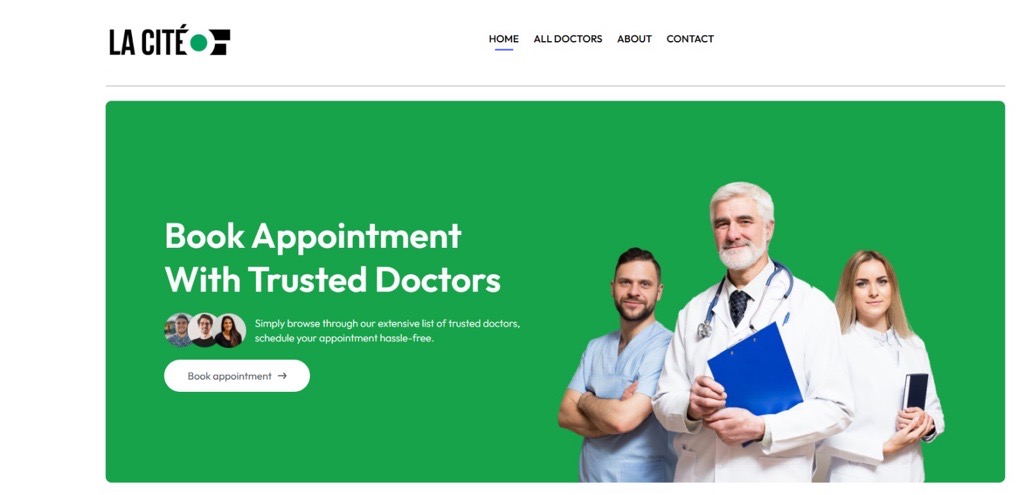 LA CITÉ
HOME ALL DOCTORS ABOUT CONTACT
Book Appointment
With Trusted Doctors
Simply browse through our extensive list of trusted doctors,
schedule your appointment hassle-free.
Book appointment →